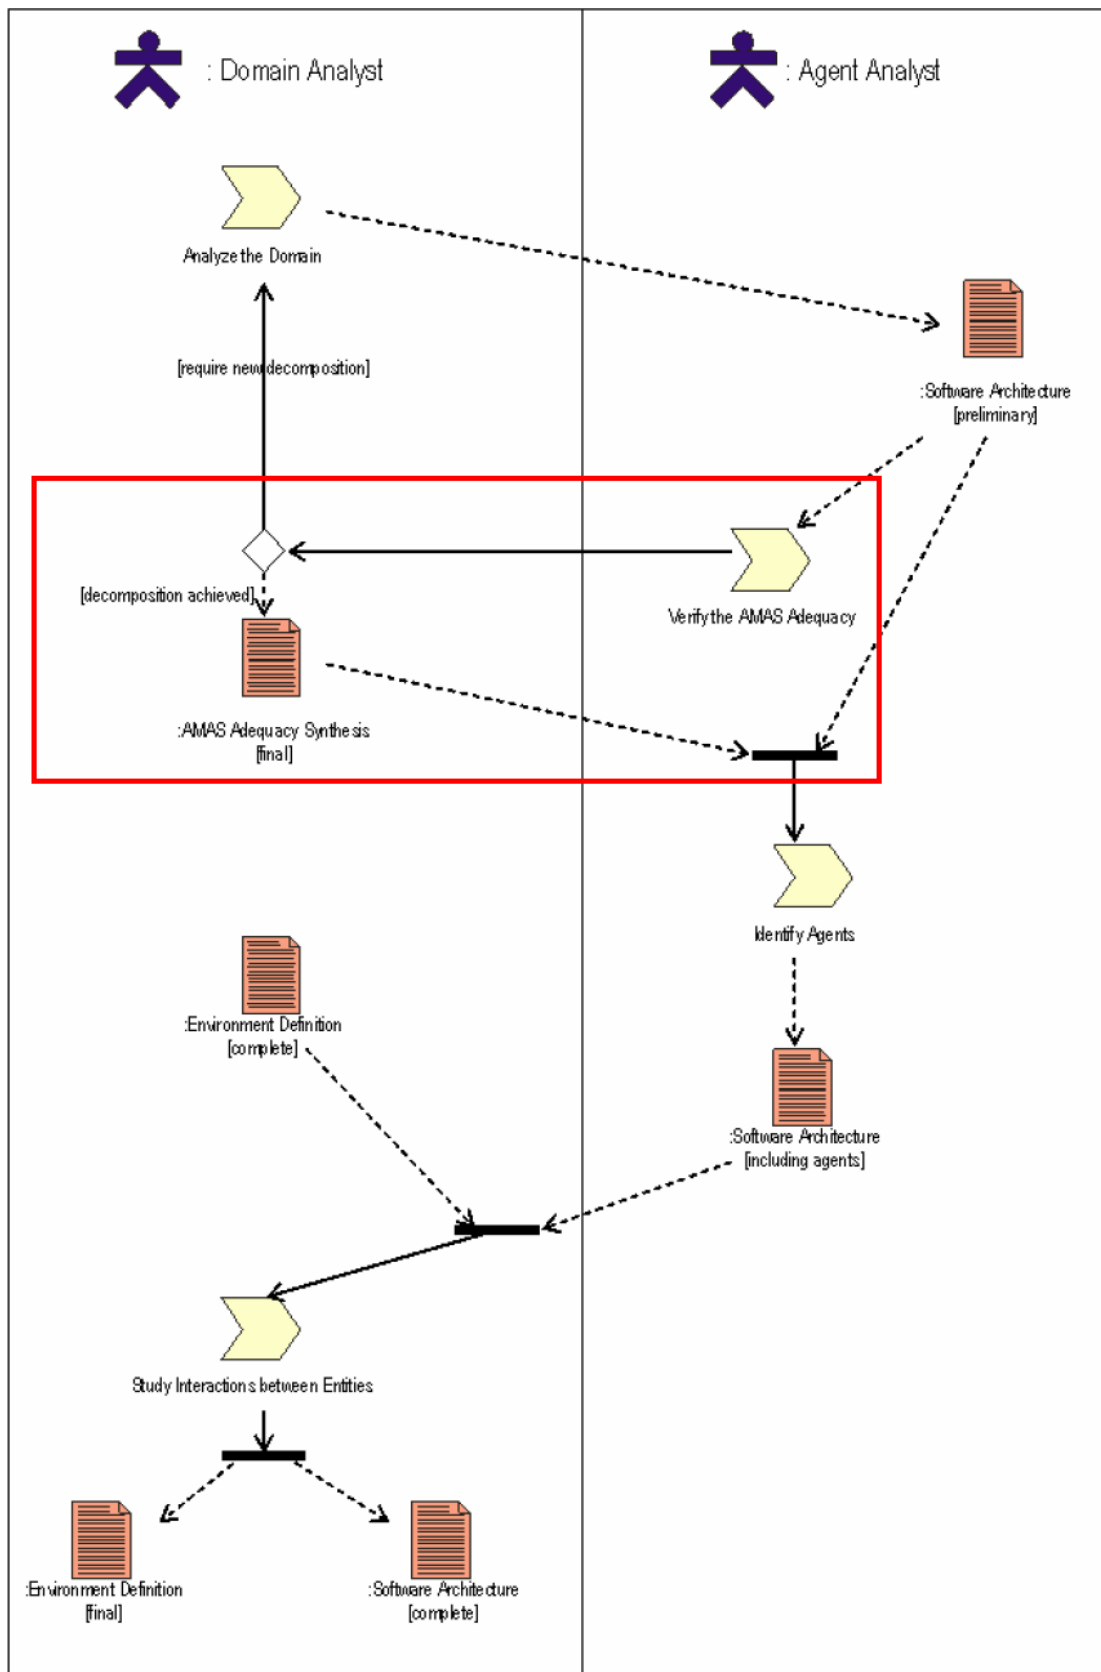 : Domain Analyst
: Agent Analyst
Analyze the Domain
[require new decomposition]
:Software Architecture
[preliminary]
[decomposition achieved]
Verify the AMAS Adequacy
:AMAS Adequacy Synthesis
[final]
Identify Agents
:Environment Definition
[complete]
:Software Architecture
[including agents]
Study Interactions between Entities
:Environment Definition
[final]
:Software Architecture
[complete]